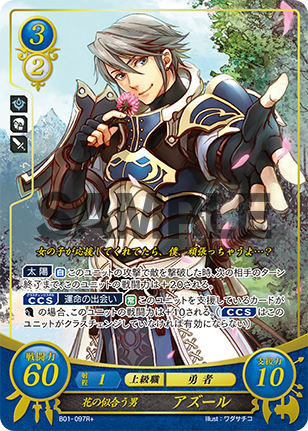 3
2
SAMPLE
女の子が応援してくれてたら、僕、頑張っちゃうよ…?
太陽 自 このユニットの攻撃で敵を撃破した時、次の相手のターン
終了まで、このユニットの戦闘力は+20される。
CCS 運命の出会い 常 このユニットを支援しているカードが
の場合、このユニットの戦闘力は+10される。(CCSはこの
ユニットがクラスチェンジしていなければ有効にならない)
戦闘力
60
射程 1 上級職 勇者
支援力
10
花の似合う男 アズール
B01-097R+ Illust:ワダサチコ